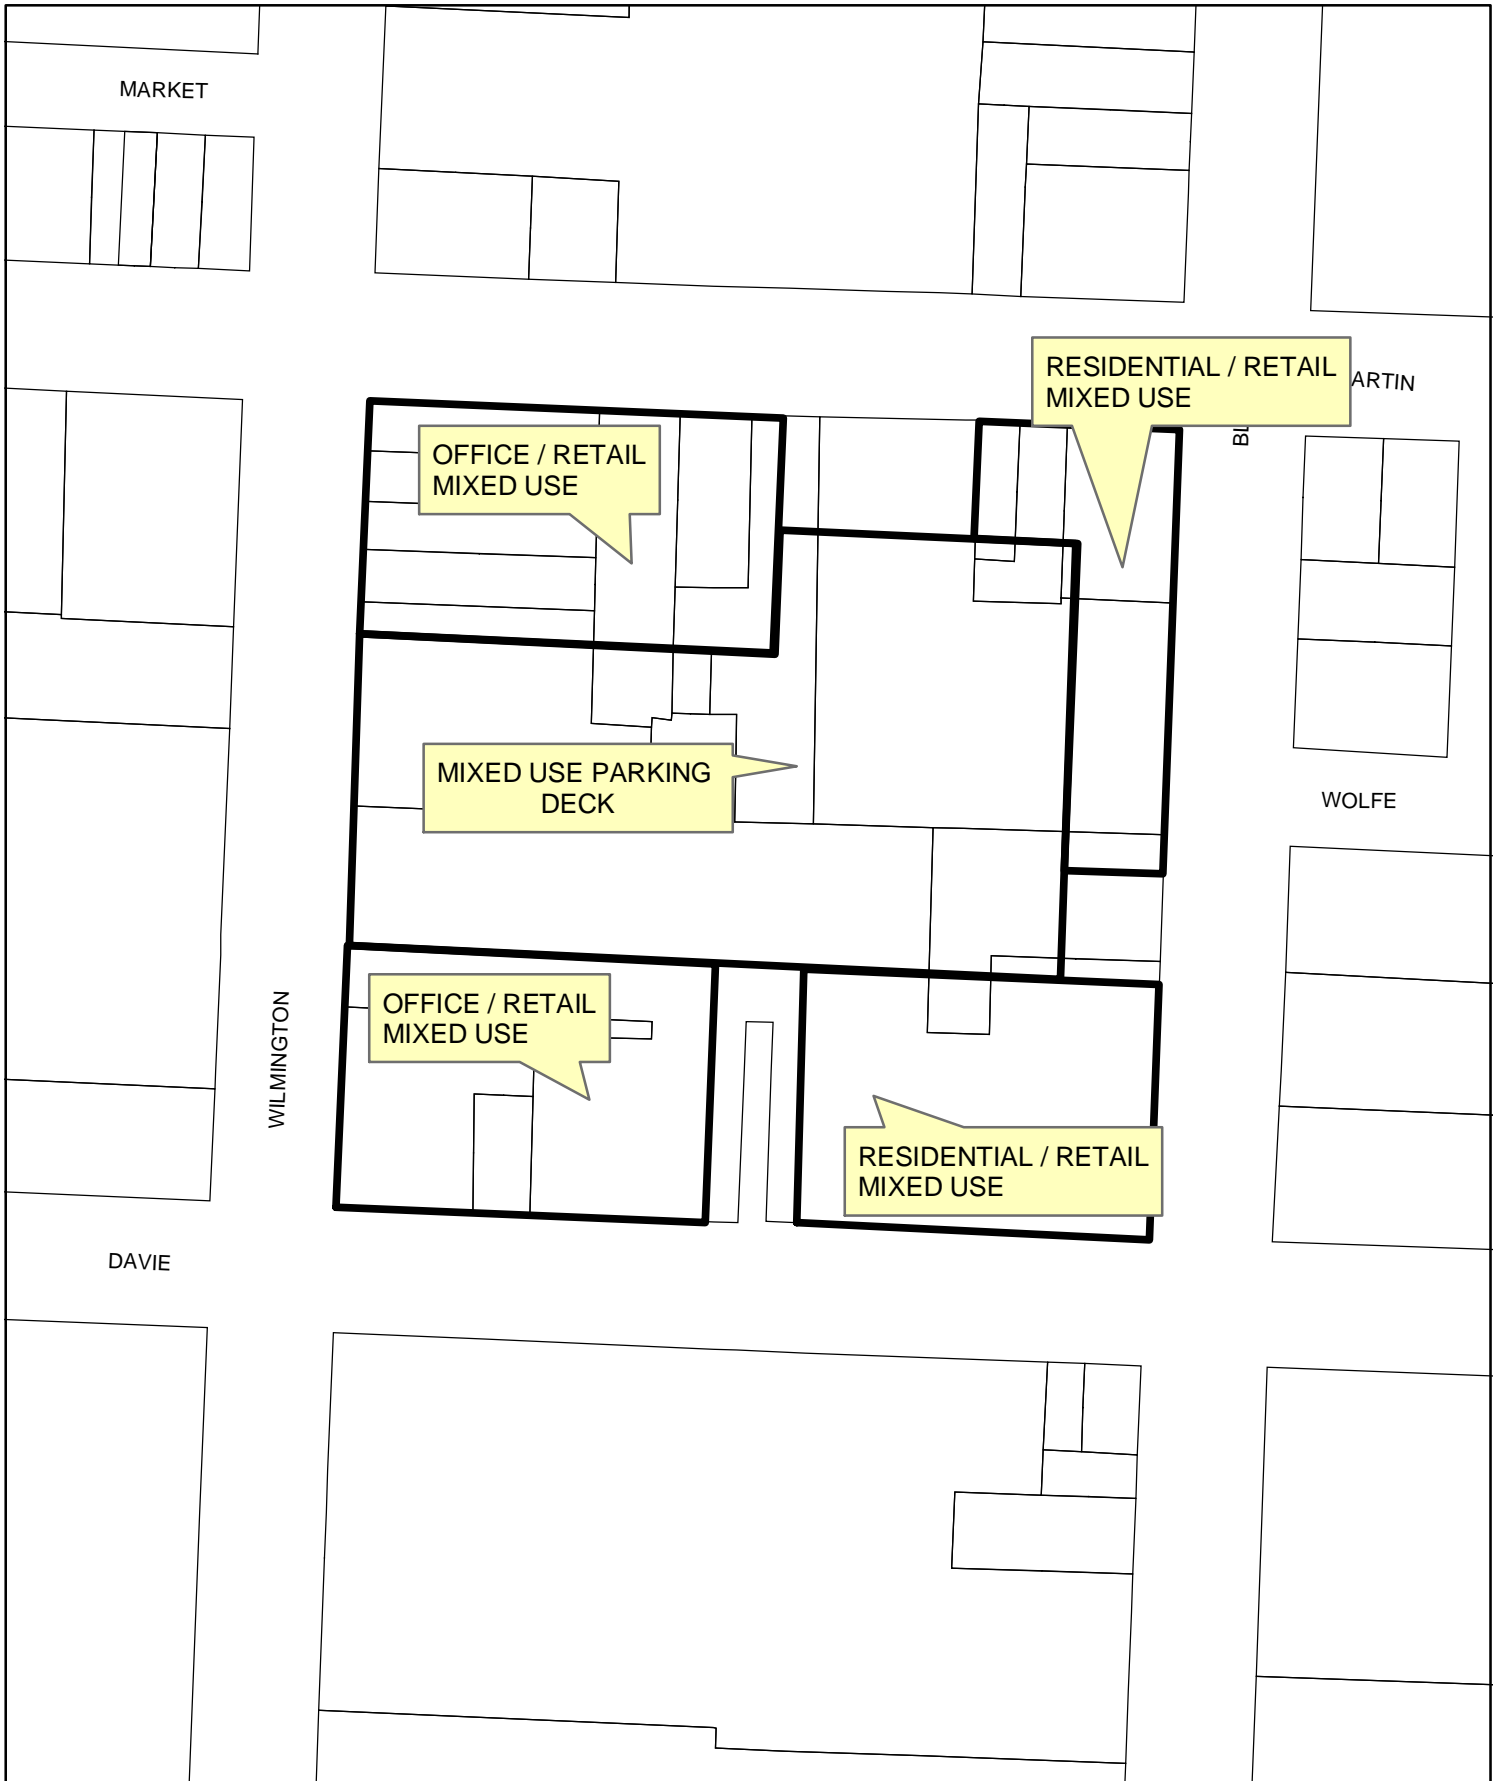 MARKET
RESIDENTIAL / RETAIL
MIXED USE
ARTIN
BL
OFFICE / RETAIL
MIXED USE
MIXED USE PARKING
DECK
WOLFE
OFFICE / RETAIL
MIXED USE
WILMINGTON
RESIDENTIAL / RETAIL
MIXED USE
DAVIE